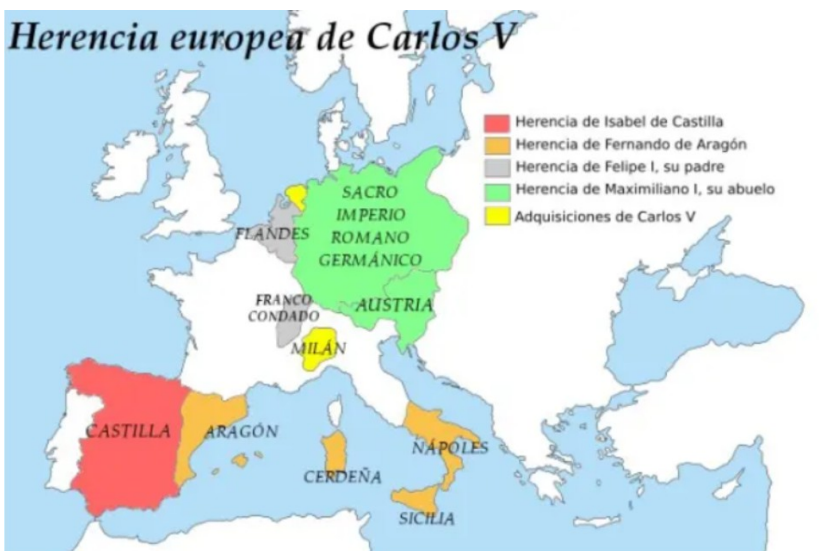 Herencia europea de Carlos V
Herencia de Isabel de Castilla
Herencia de Fernando de Aragón
Herencia de Felipe I, su padre
Herencia de Maximiliano I, su abuelo
Adquisiciones de Carlos V
SACRO
IMPERIO
ROMANO
GERMÁNICO
FLANDES
AUSTRIA
FRANCO
CONDADO
MILÁN
CASTILLA
ARAGÓN
NÁPOLES
CERDEÑA
SICILIA